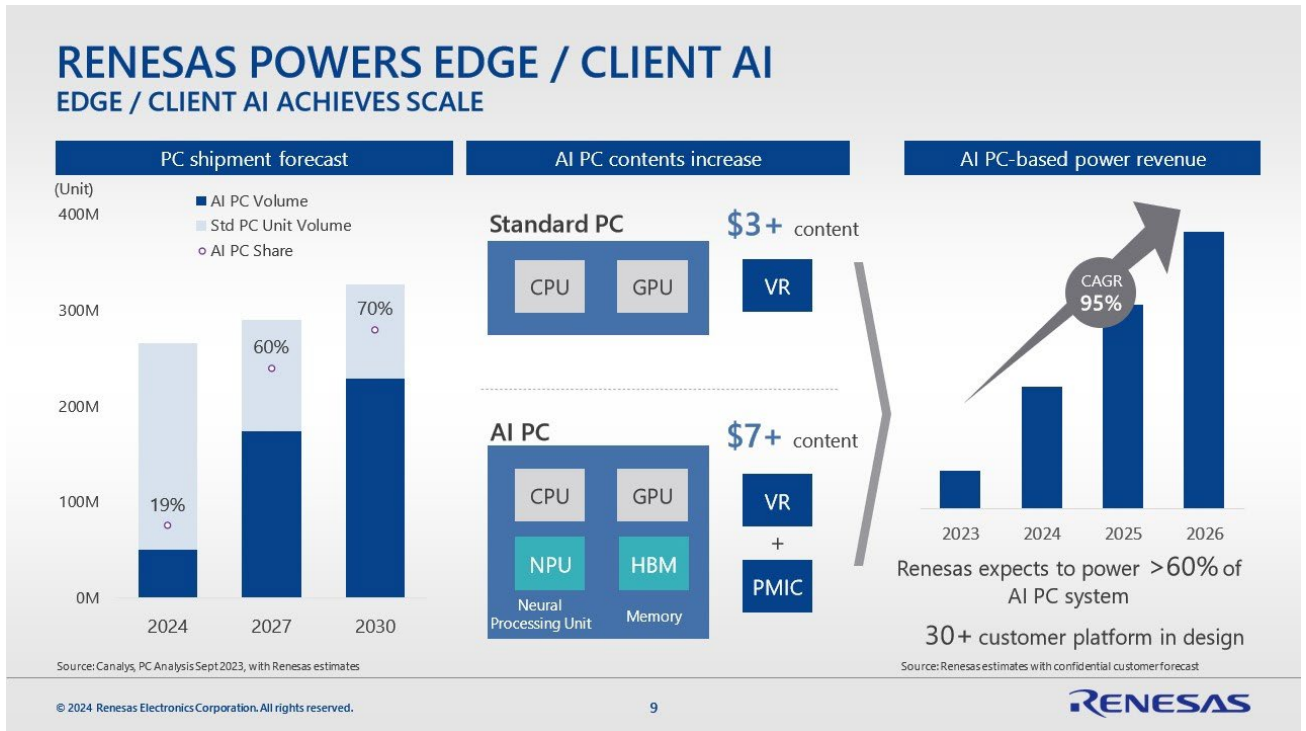 RENESAS POWERS EDGE / CLIENT AI
EDGE / CLIENT AI ACHIEVES SCALE
PC shipment forecast
(Unit)
AI PC Volume
Std PC Unit Volume
AI PC Share
400M
300M
200M
100M
0M
19%
60%
70%
2024 2027 2030
Source: Canalys, PC Analysis Sept 2023, with Renesas estimates
AI PC contents increase
Standard PC
$3+ content
CPU GPU
VR
AI PC
$7+ content
CPU GPU
VR
+
NPU HBM
PMIC
Neural
Processing Unit
Memory
AI PC-based power revenue
CAGR
95%
2023 2024 2025 2026
Renesas expects to power >60% of
AI PC system
30+ customer platform in design
Source: Renesas estimates with confidential customer forecast
© 2024 Renesas Electronics Corporation. All rights reserved.
9
RENESAS